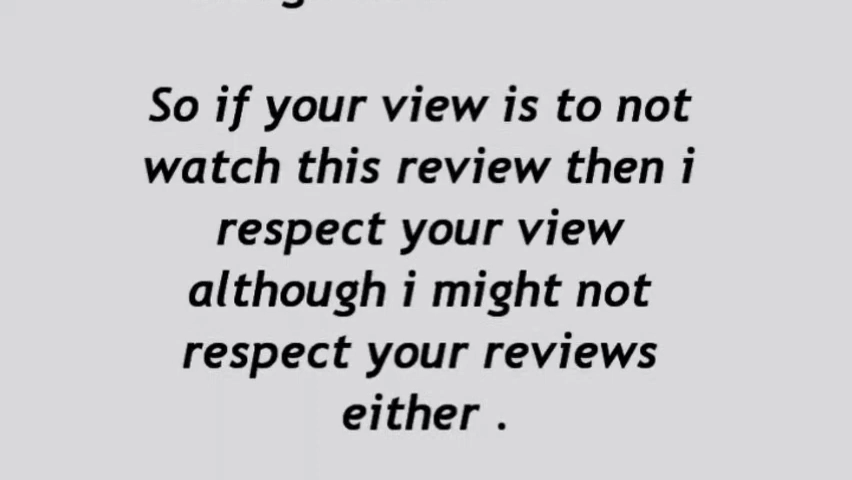 So if your view is to not
watch this review then i
respect your view
although i might not
respect your reviews
either .